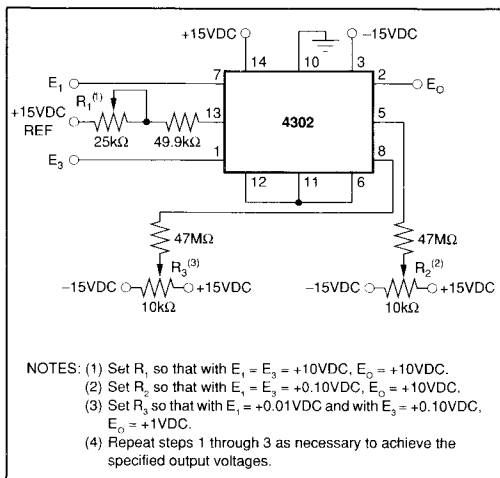 +15VDC
−15VDC
14
10
3
E1
7
2
EO
R1(1)
+15VDC
REF
13
4302
5
25kΩ
49.9kΩ
E3
1
8
12
11
6
47MΩ
47MΩ
R3(3)
R2(2)
−15VDC
+15VDC
−15VDC
+15VDC
10kΩ
10kΩ
NOTES: (1) Set R1 so that with E1 = E3 = +10VDC, EO = +10VDC.
(2) Set R2 so that with E1 = E3 = +0.10VDC, EO = +10VDC.
(3) Set R3 so that with E1 = +0.01VDC and with E3 = +0.10VDC,
EO = +1VDC.
(4) Repeat steps 1 through 3 as necessary to achieve the
specified output voltages.